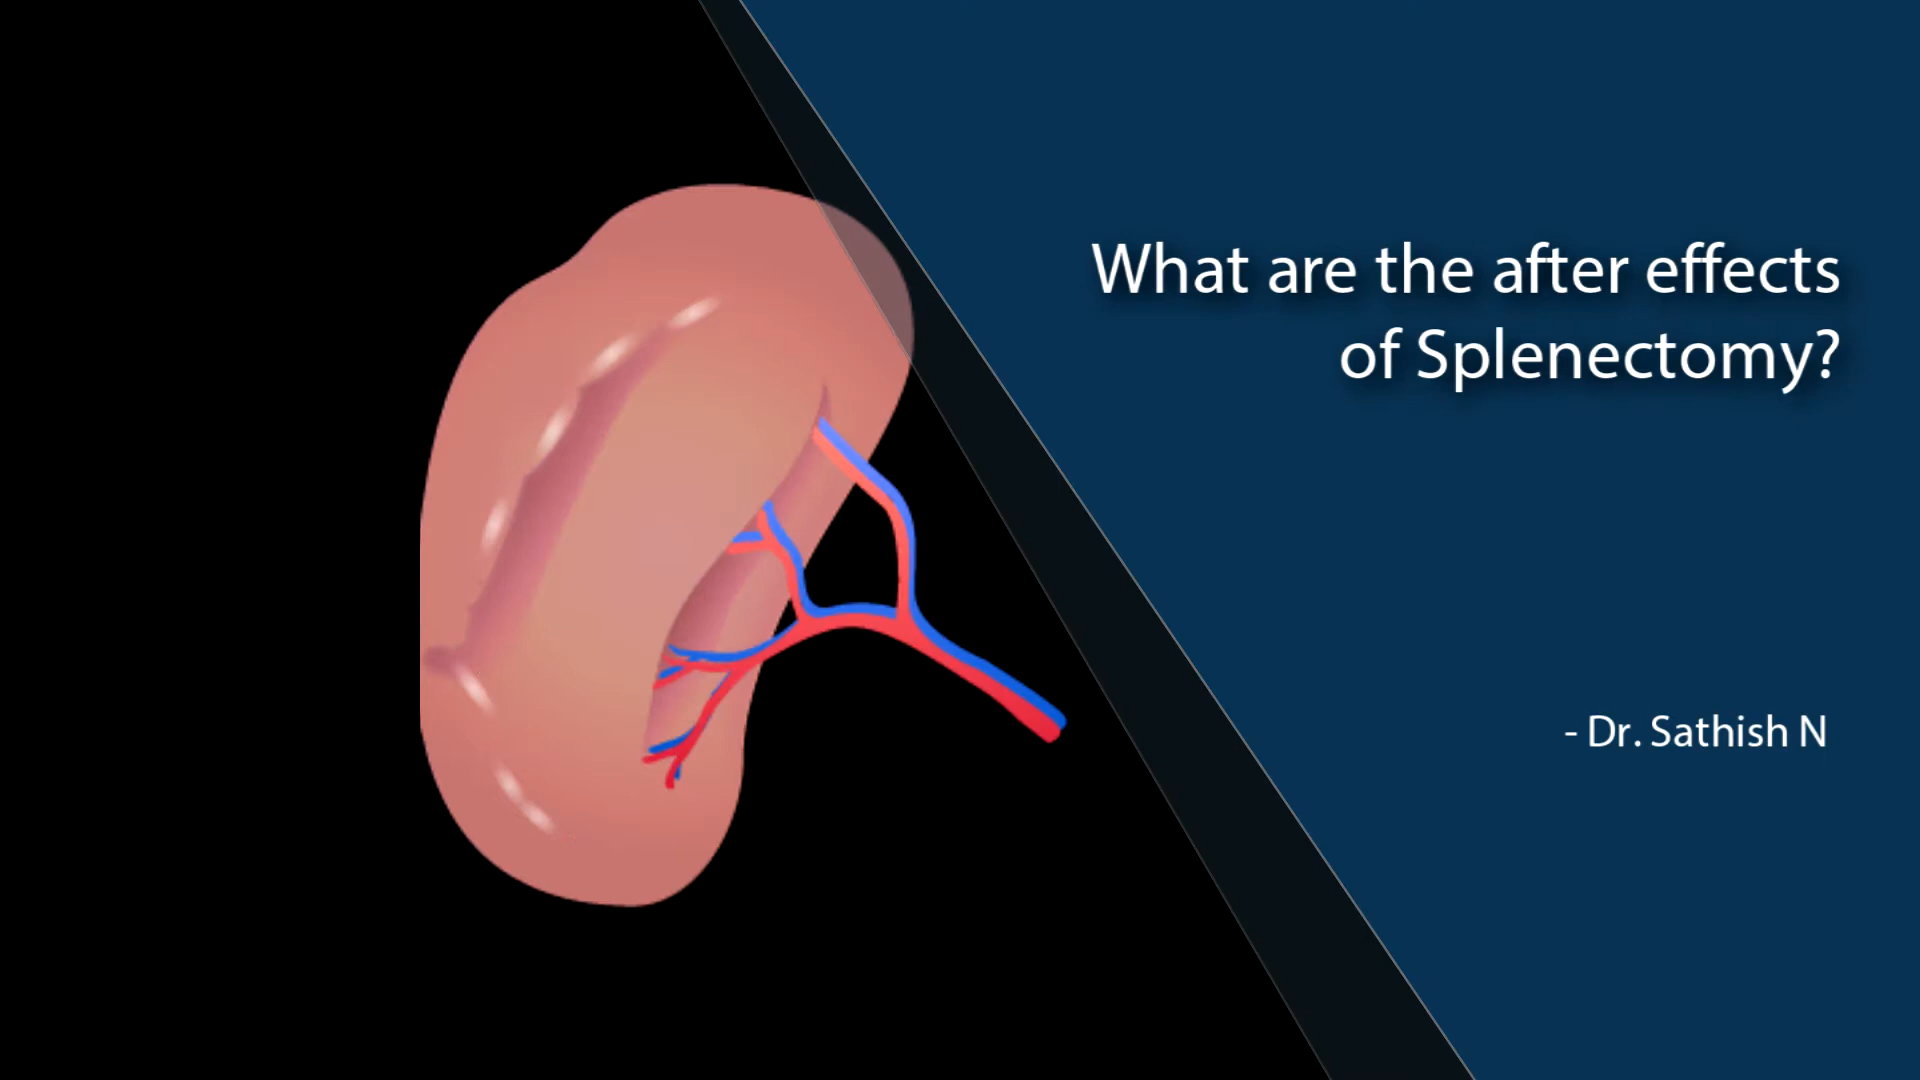 What are the after effects
of Splenectomy?
- Dr. Sathish N